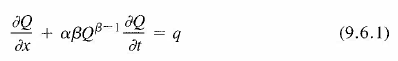 ∂Q/∂x + αβQ^{β−1} ∂Q/∂t = q (9.6.1)